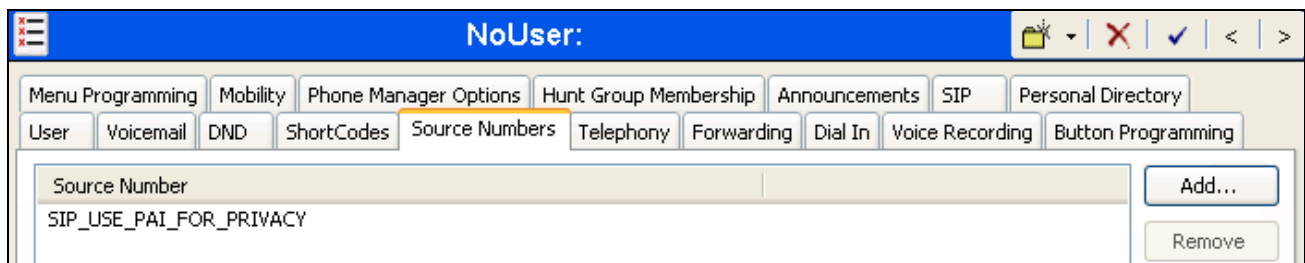 NoUser:
Menu Programming Mobility Phone Manager Options Hunt Group Membership Announcements SIP Personal Directory
User Voicemail DND ShortCodes Source Numbers Telephony Forwarding Dial In Voice Recording Button Programming
Source Number
Add...
SIP_USE_PAI_FOR_PRIVACY
Remove